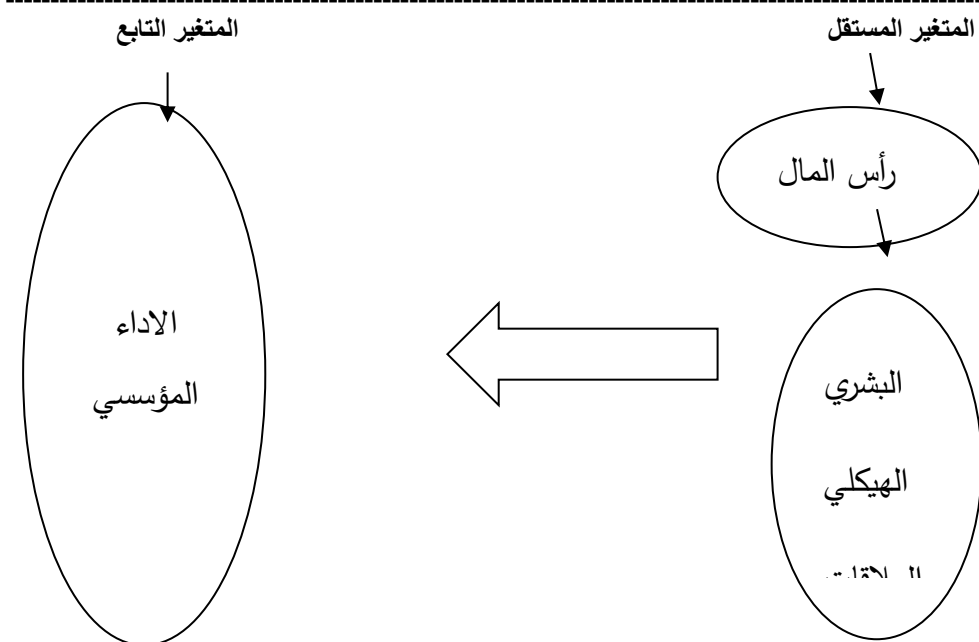 المتغير المستقل
المتغير التابع
رأس المال
الاداء
المؤسسي
البشري
الهيكلي